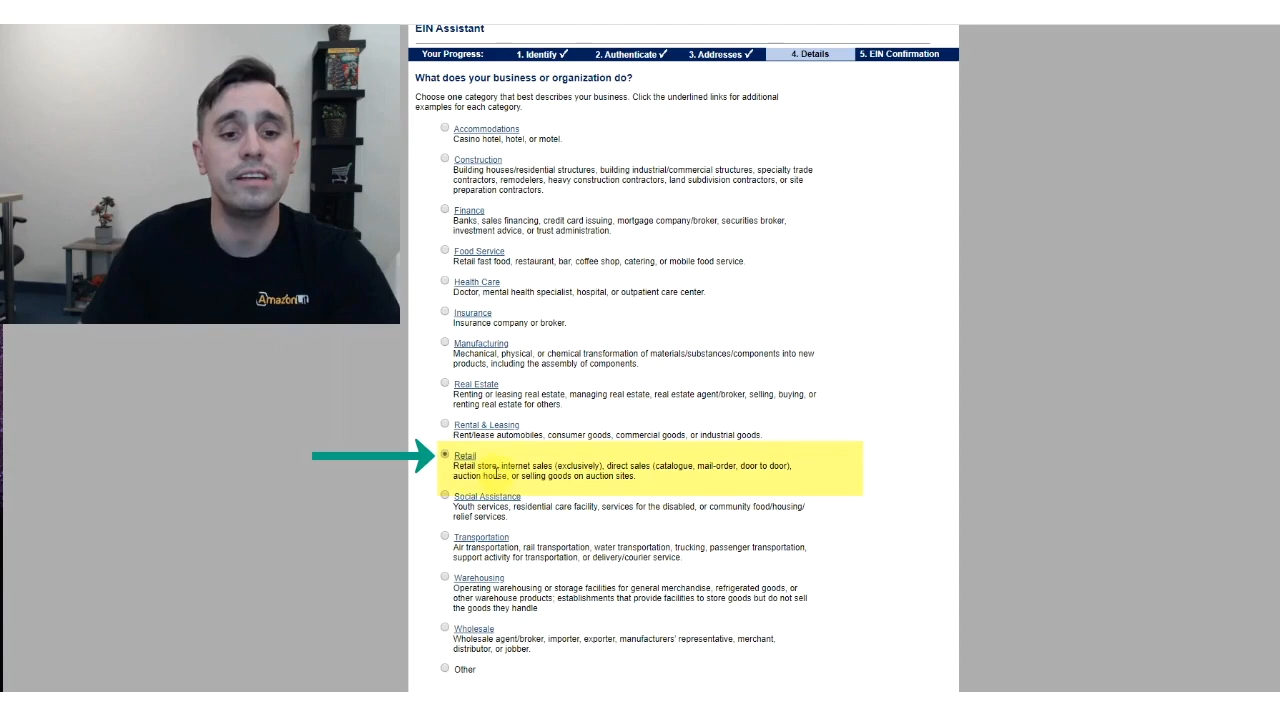 EIN Assistant
Your Progress: 1. Identify ✓ 2. Authenticate ✓ 3. Addresses ✓ 4. Details 5. EIN Confirmation
What does your business or organization do?
Choose one category that best describes your business. Click the underlined links for additional
examples for each category.
Accommodations
Casino hotel, hotel, or motel.
Construction
Building houses/residential structures, building industrial/commercial structures, specialty trade
contractors, remodelers, heavy construction contractors, land subdivision contractors, or site
preparation contractors.
Finance
Banks, sales financing, credit card issuing, mortgage company/broker, securities broker,
investment advice, or trust administration.
Food Service
Retail fast food, restaurant, bar, coffee shop, catering, or mobile food service.
Health Care
Doctor, mental health specialist, hospital, or outpatient care center.
Insurance
Insurance company or broker.
Manufacturing
Mechanical, physical, or chemical transformation of materials/substances/components into new
products, including the assembly of components.
Real Estate
Renting or leasing real estate, managing real estate, real estate agent/broker, selling, buying, or
renting real estate for others.
Rental & Leasing
Rent/lease automobiles, consumer goods, commercial goods, or industrial goods.
Retail
Retail store, internet sales (exclusively), direct sales (catalogue, mail-order, door to door),
auction house, or selling goods on auction sites.
Social Assistance
Youth services, residential care facility, services for the disabled, or community food/housing/
relief services.
Transportation
Air transportation, rail transportation, water transportation, trucking, passenger transportation,
support activity for transportation, or delivery/courier service.
Warehousing
Operating warehousing or storage facilities for general merchandise, refrigerated goods, or
other warehouse products; establishments that provide facilities to store goods but do not sell
the goods they handle
Wholesale
Wholesale agent/broker, importer, exporter, manufacturers' representative, merchant,
distributor, or jobber.
Other
AmazonLit